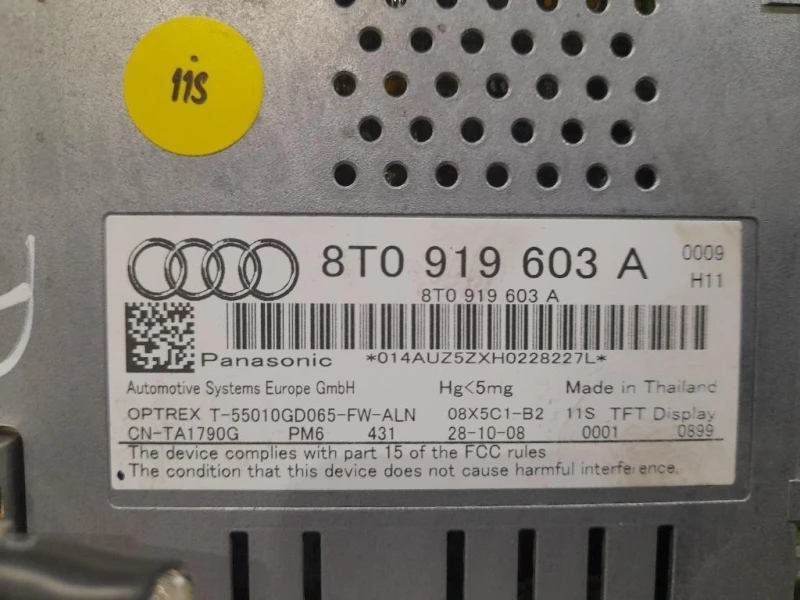 11S
8T0 919 603 A 0009
H11
8T0 919 603 A
Panasonic *014AUZ5ZXH0228227L*
Automotive Systems Europe GmbH Hg<5mg Made in Thailand
OPTREX T-55010GD065-FW-ALN 08X5C1-B2 11S TFT Display
CN-TA1790G PM6 431 28-10-08 0001 0899
The device complies with part 15 of the FCC rules
The condition that this device does not cause harmful interference.